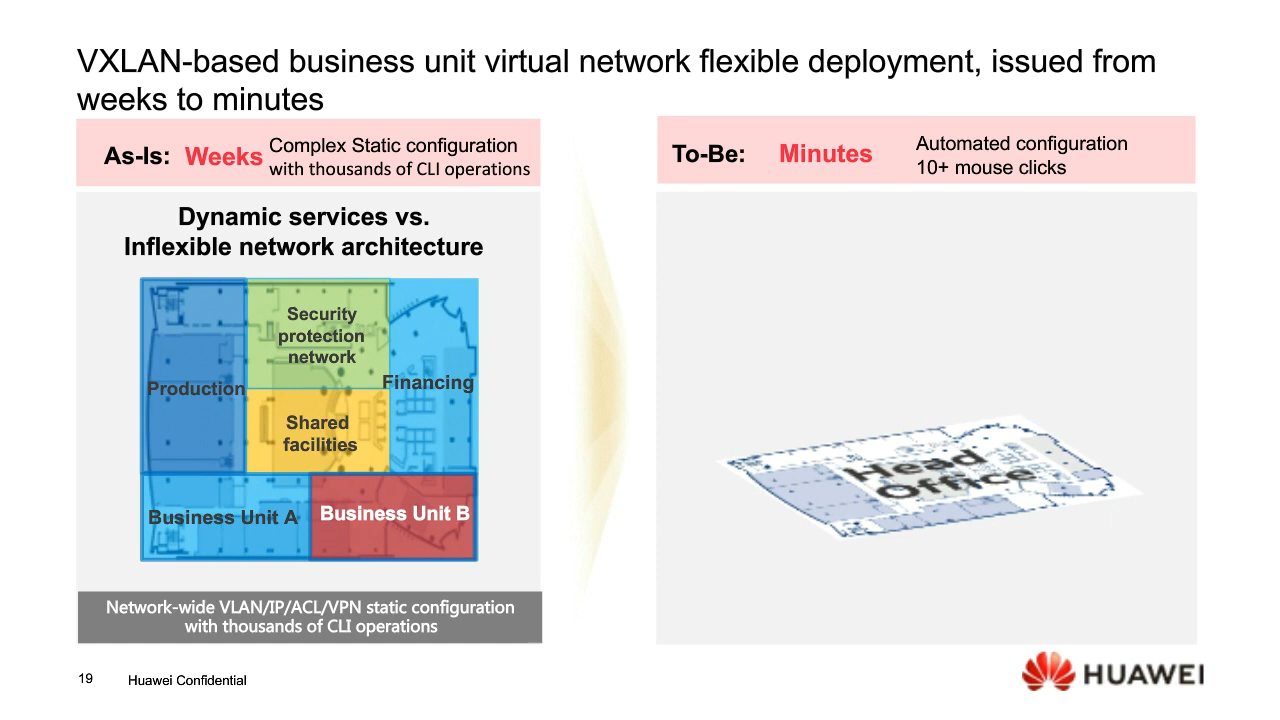 VXLAN-based business unit virtual network flexible deployment, issued from
weeks to minutes
As-Is: Weeks Complex Static configuration
with thousands of CLI operations
To-Be: Minutes Automated configuration
10+ mouse clicks
Dynamic services vs.
Inflexible network architecture
Security
protection
network
Production
Financing
Shared
facilities
Business Unit A
Business Unit B
Network-wide VLAN/IP/ACL/VPN static configuration
with thousands of CLI operations
Head
Office
19 Huawei Confidential
HUAWEI